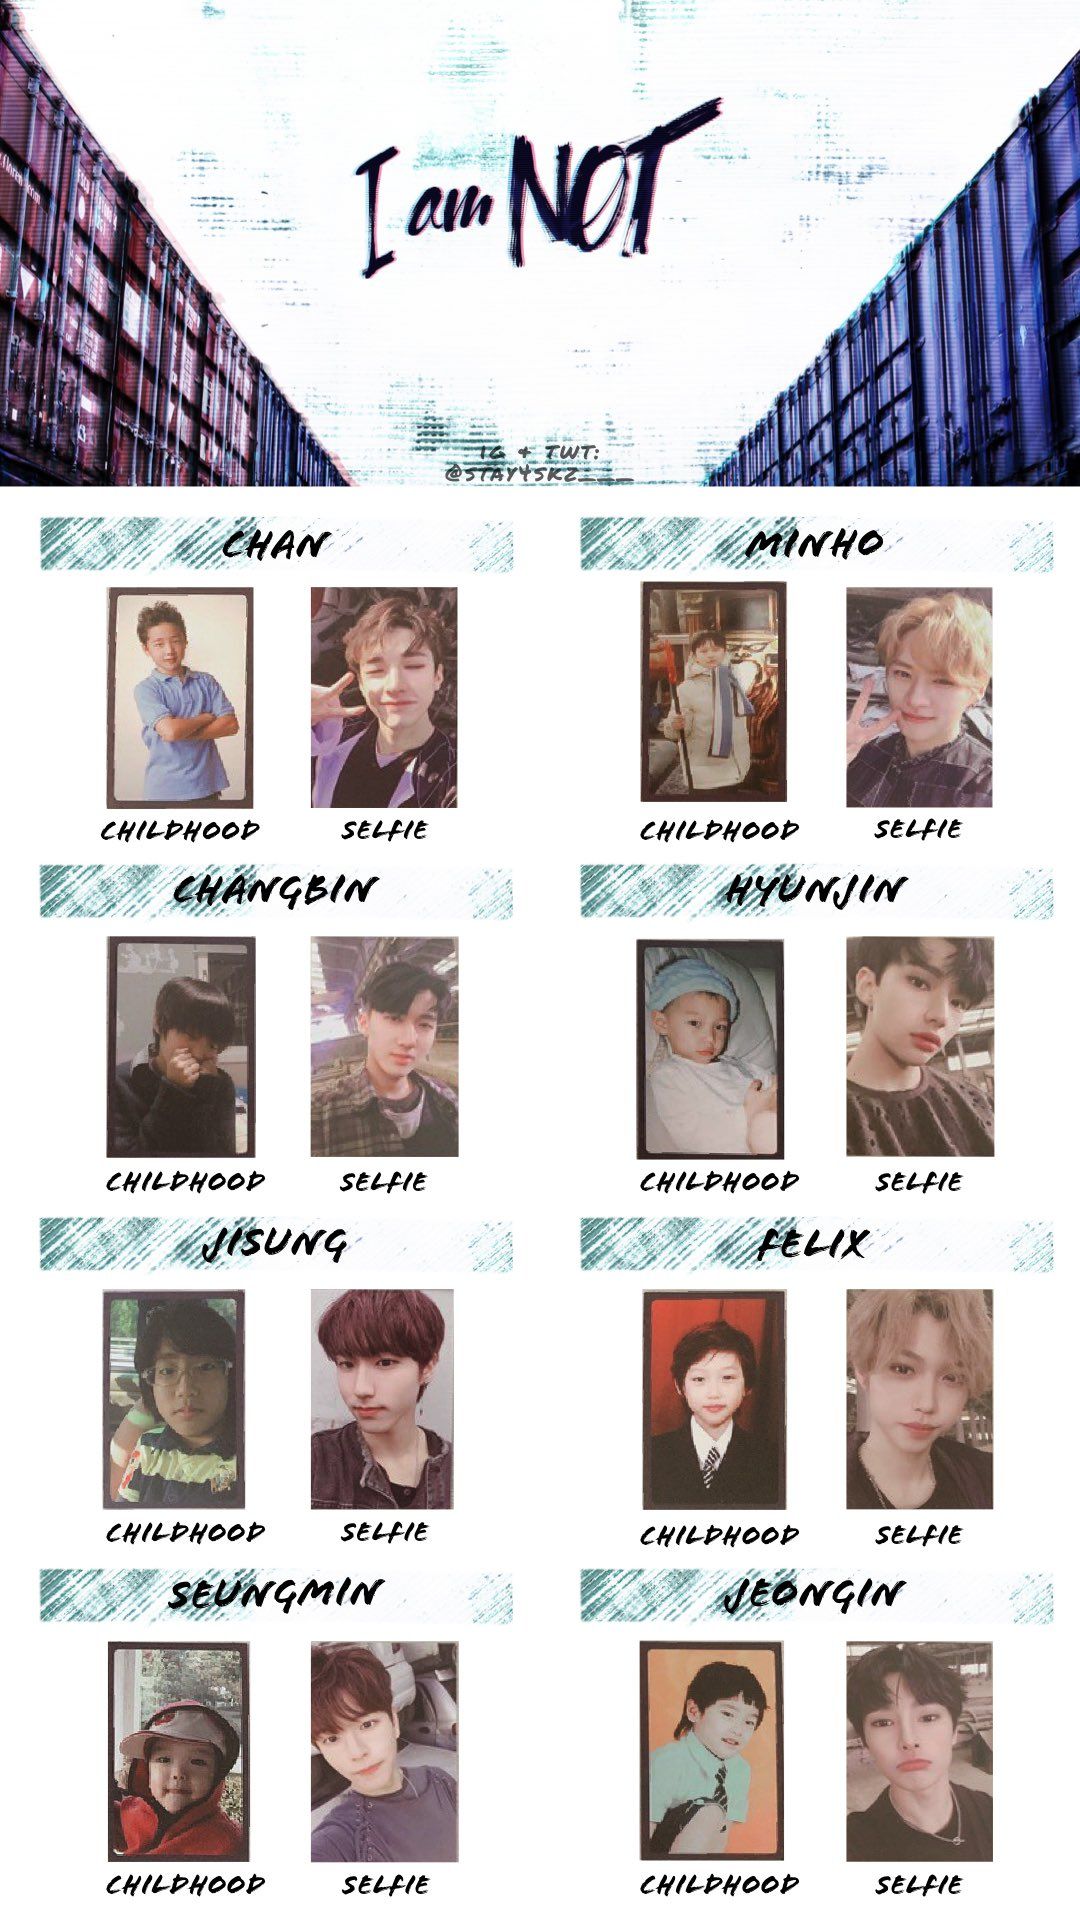 I am NOT
IG + TWT:
@STAY4SKZ___
CHAN
MINHO
CHILDHOOD
SELFIE
CHILDHOOD
SELFIE
CHANGBIN
HYUNJIN
CHILDHOOD
SELFIE
CHILDHOOD
SELFIE
JISUNG
FELIX
CHILDHOOD
SELFIE
CHILDHOOD
SELFIE
SEUNGMIN
JEONGIN
CHILDHOOD
SELFIE
CHILDHOOD
SELFIE